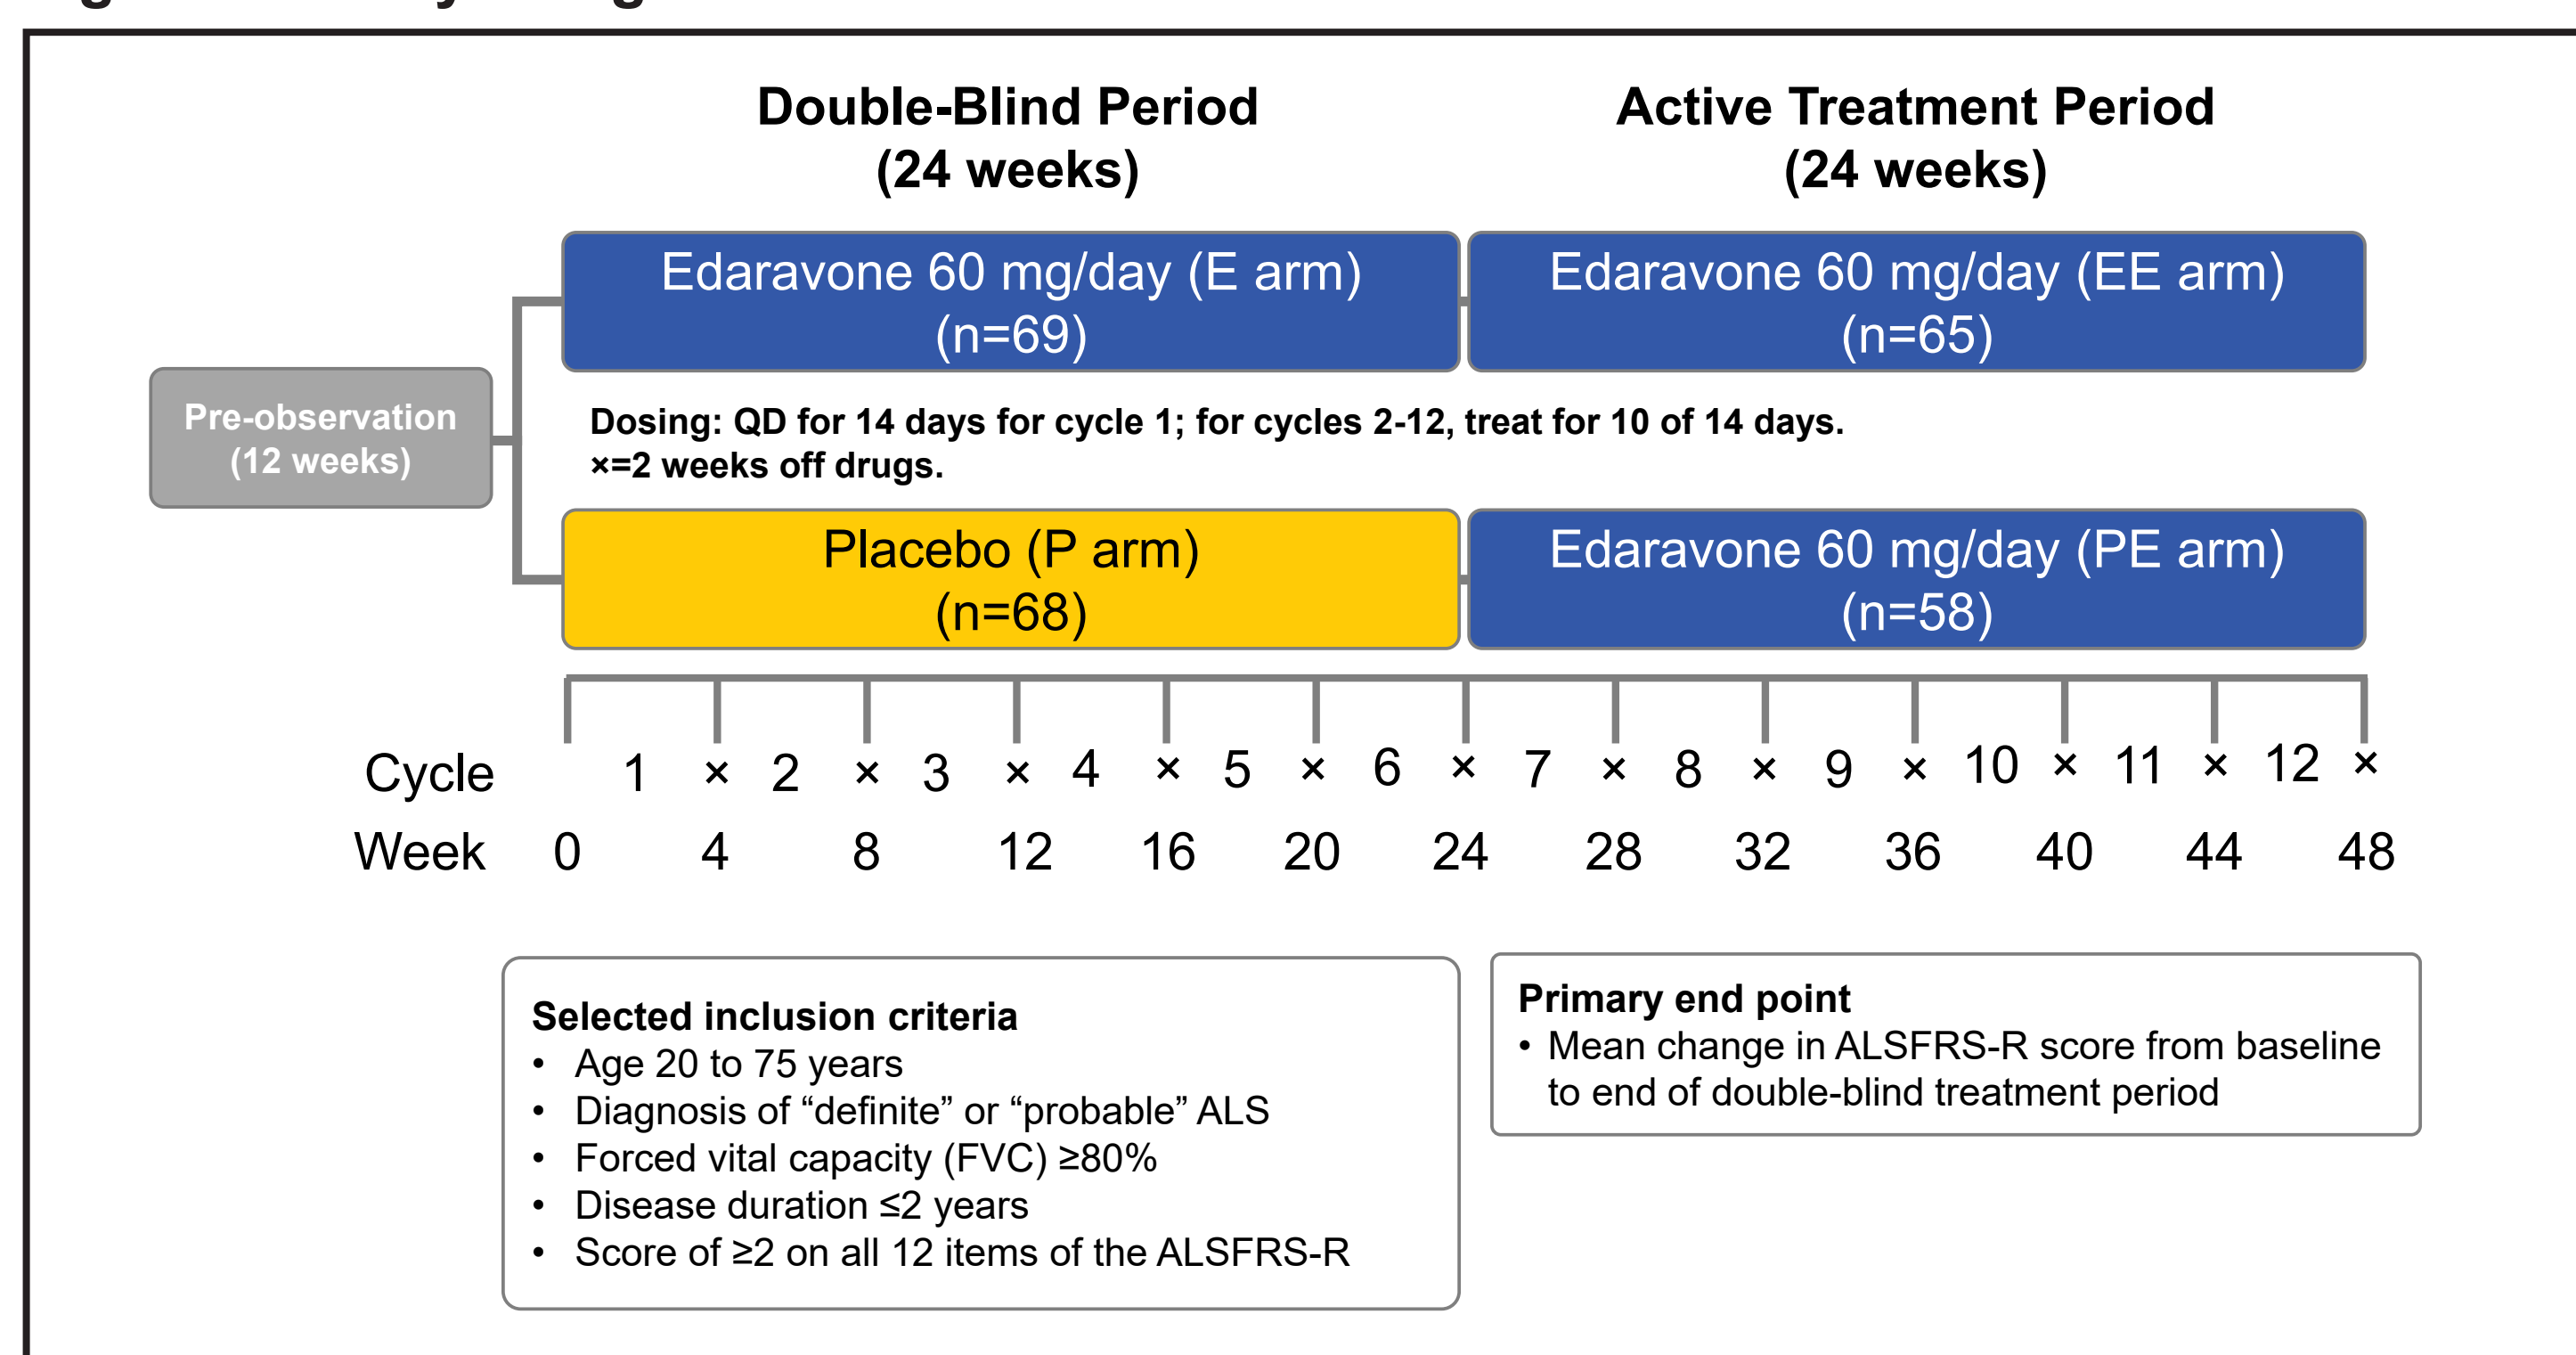 Double-Blind Period
(24 weeks)
Active Treatment Period
(24 weeks)
Edaravone 60 mg/day (E arm)
(n=69)
Edaravone 60 mg/day (EE arm)
(n=65)
Pre-observation
(12 weeks)
Dosing: QD for 14 days for cycle 1; for cycles 2-12, treat for 10 of 14 days.
×=2 weeks off drugs.
Placebo (P arm)
(n=68)
Edaravone 60 mg/day (PE arm)
(n=58)
Cycle 1 × 2 × 3 × 4 × 5 × 6 × 7 × 8 × 9 × 10 × 11 × 12 ×
Week 0 4 8 12 16 20 24 28 32 36 40 44 48
Selected inclusion criteria
• Age 20 to 75 years
• Diagnosis of “definite” or “probable” ALS
• Forced vital capacity (FVC) ≥80%
• Disease duration ≤2 years
• Score of ≥2 on all 12 items of the ALSFRS-R
Primary end point
• Mean change in ALSFRS-R score from baseline
to end of double-blind treatment period